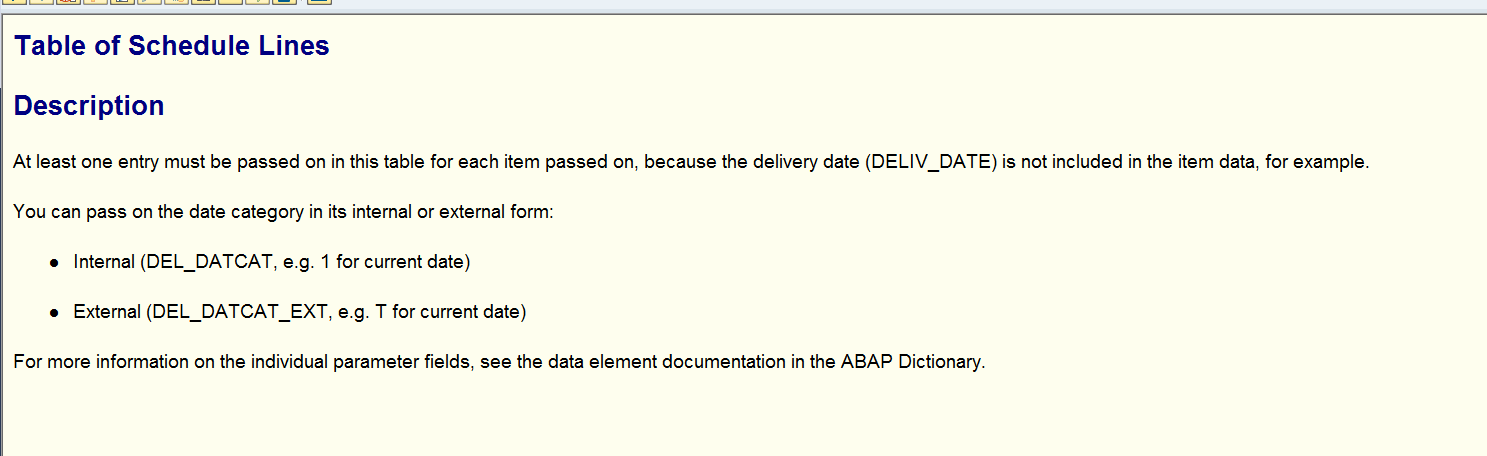 Table of Schedule Lines
Description
At least one entry must be passed on in this table for each item passed on, because the delivery date (DELIV_DATE) is not included in the item data, for example.
You can pass on the date category in its internal or external form:
● Internal (DEL_DATCAT, e.g. 1 for current date)
● External (DEL_DATCAT_EXT, e.g. T for current date)
For more information on the individual parameter fields, see the data element documentation in the ABAP Dictionary.